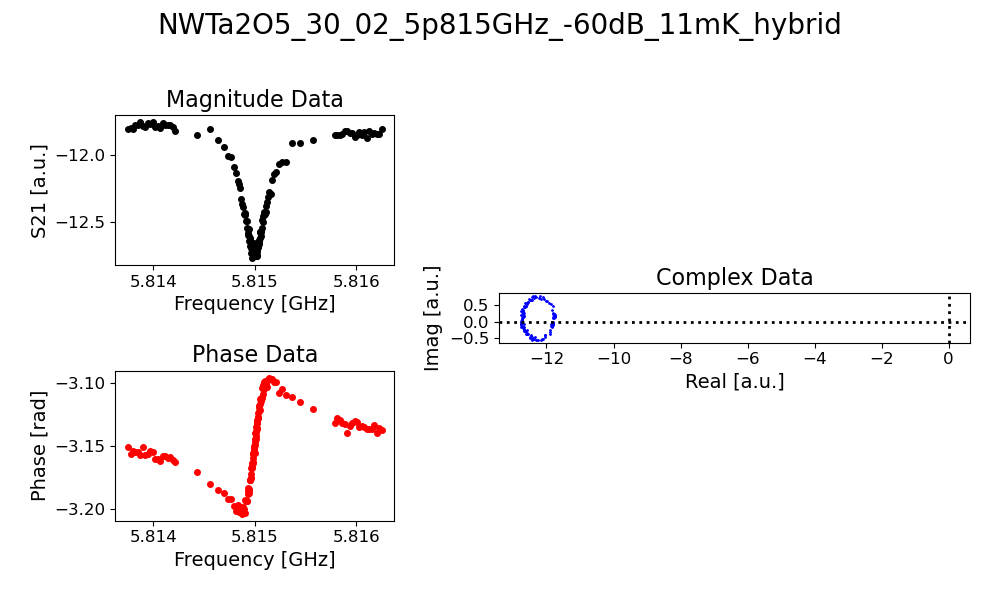 NWTa2O5_30_02_5p815GHz_-60dB_11mK_hybrid
Magnitude Data
S21 [a.u.]
−12.0
−12.5
5.814 5.815 5.816
Frequency [GHz]
Phase Data
Phase [rad]
−3.10
−3.15
−3.20
5.814 5.815 5.816
Frequency [GHz]
Complex Data
Imag [a.u.]
0.5
0.0
−0.5
−12 −10 −8 −6 −4 −2 0
Real [a.u.]